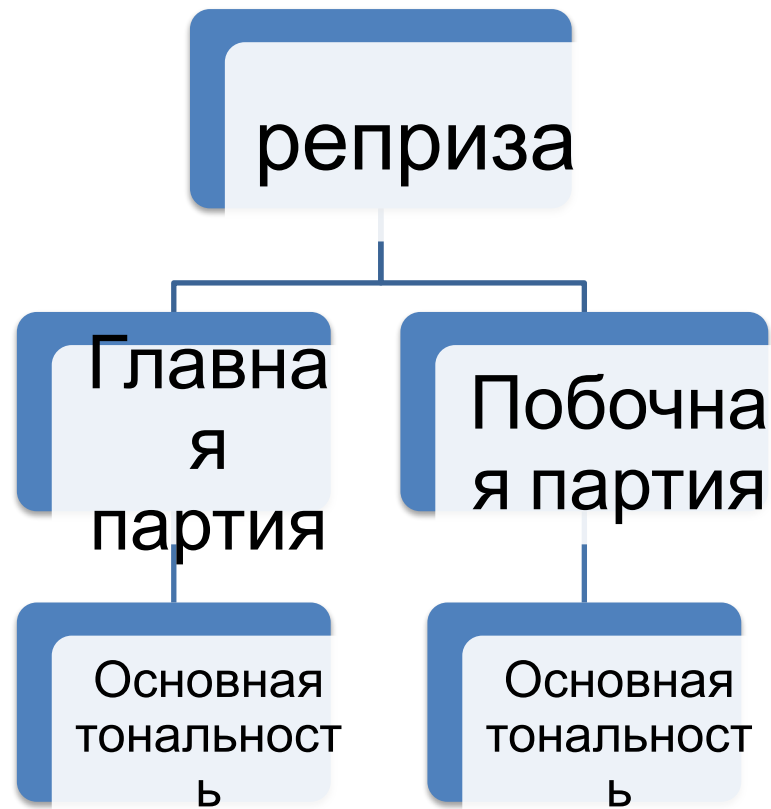 реприза
Главна
я
партия
Побочна
я партия
Основная
тональност
ь
Основная
тональност
ь